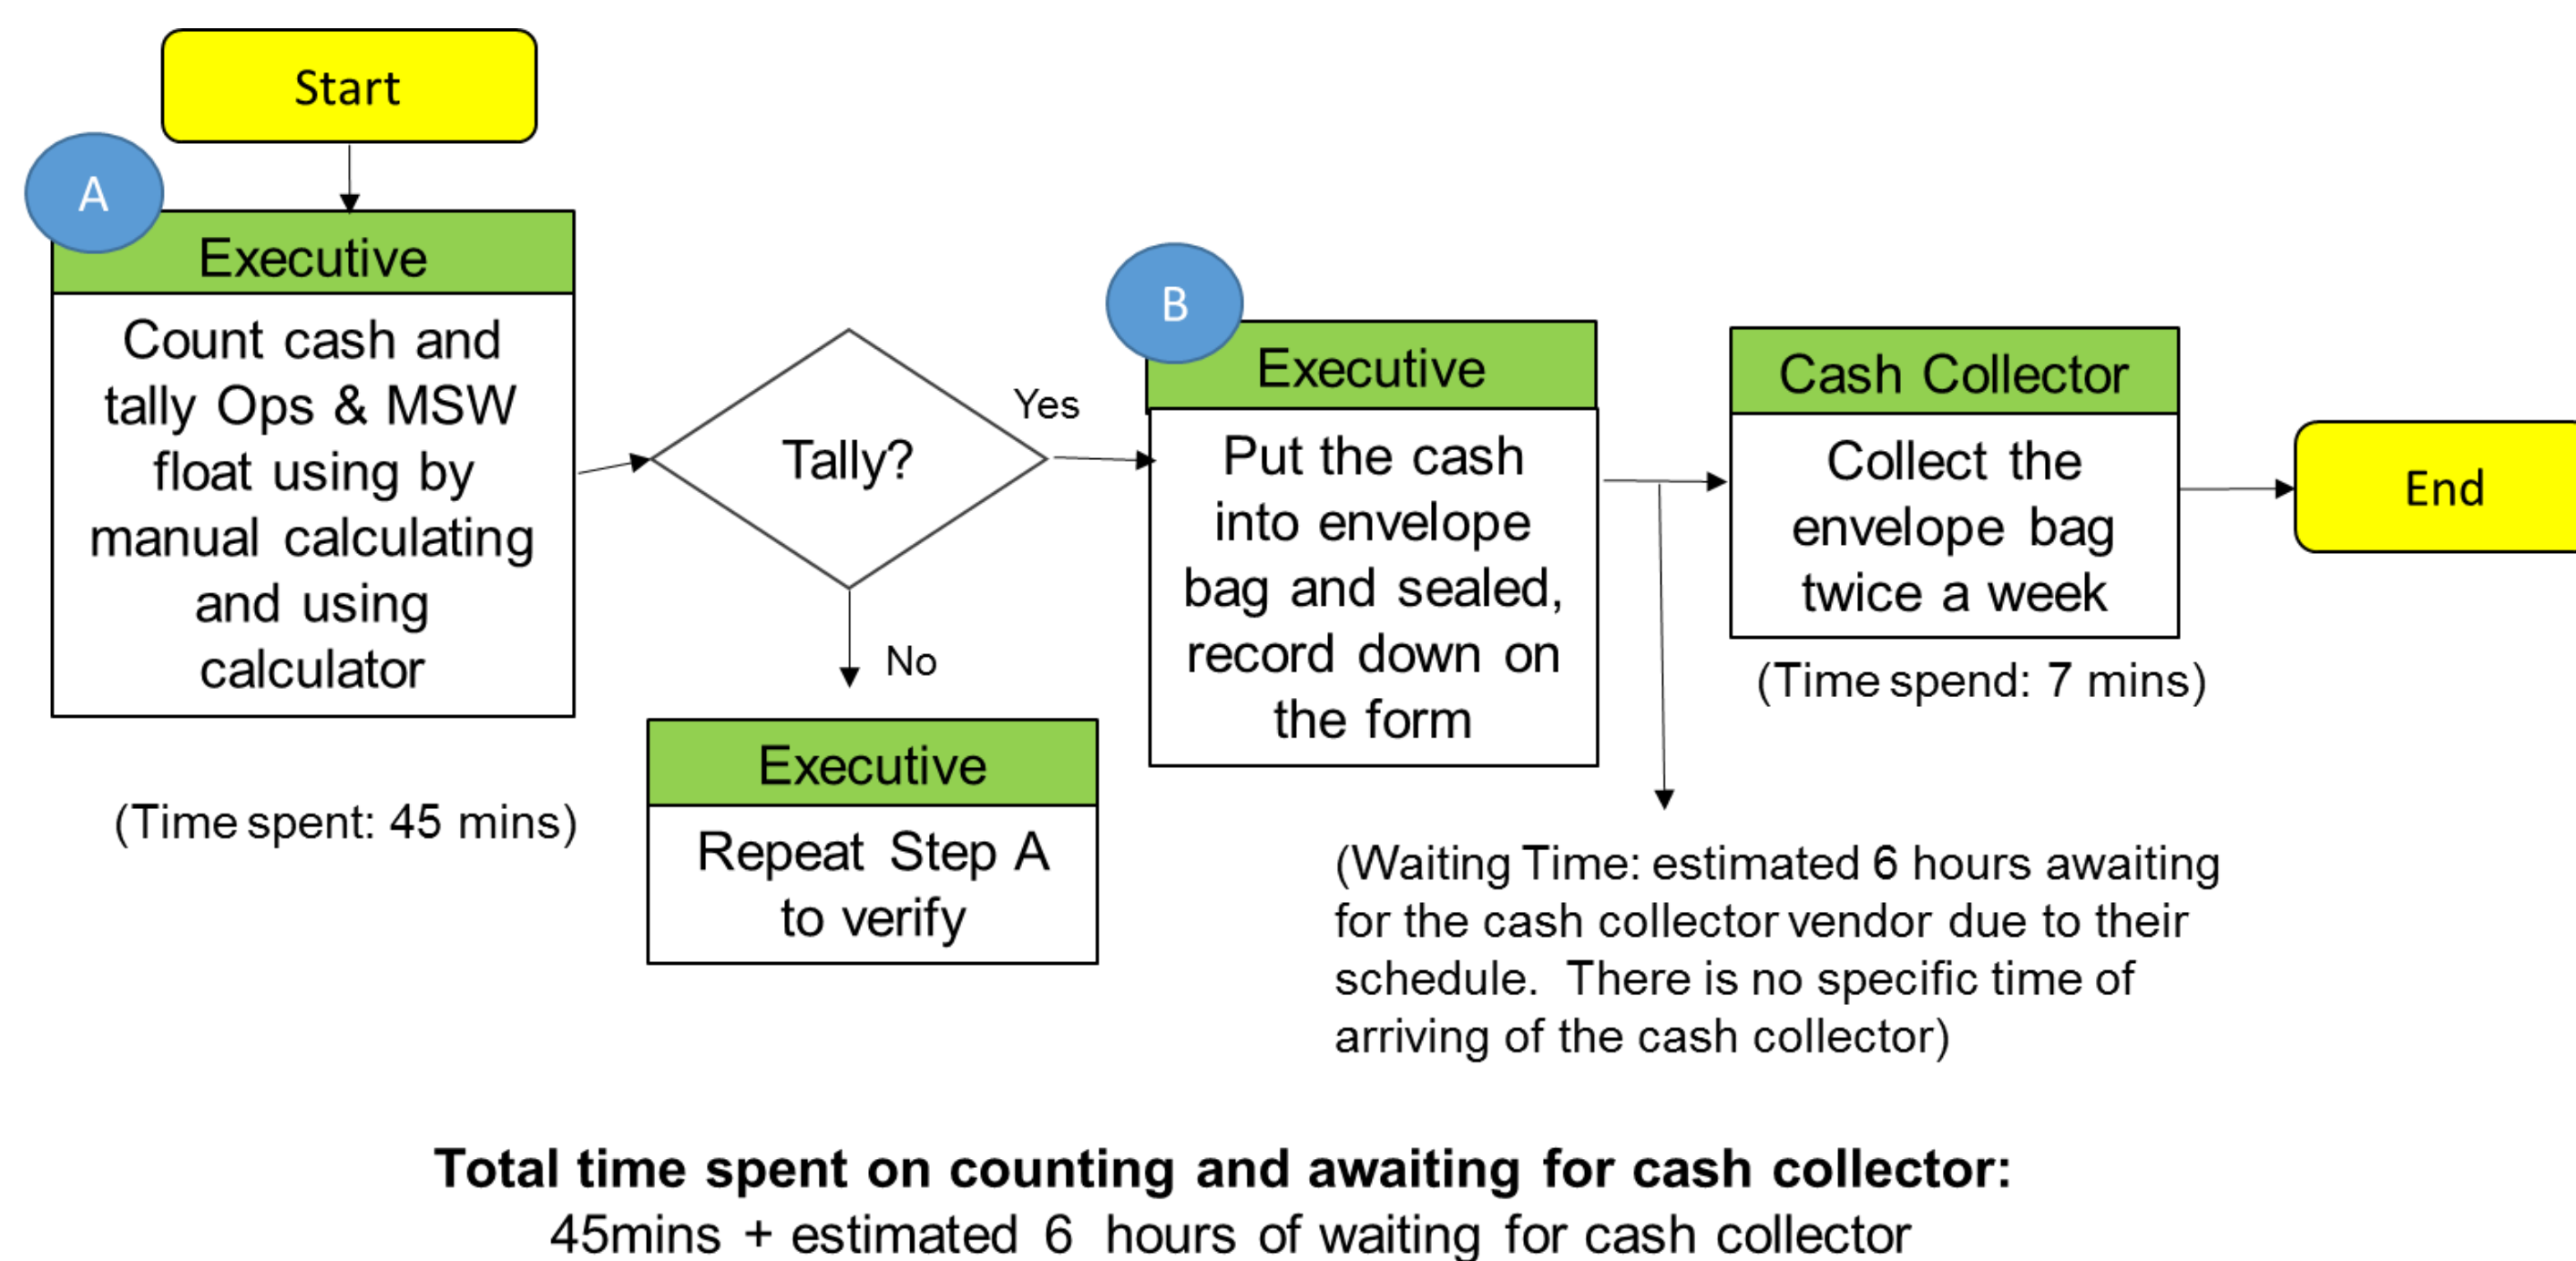 Start
A
Executive
Count cash and
tally Ops & MSW
float using by
manual calculating
and using
calculator
(Time spent: 45 mins)
Tally?
Yes
No
Executive
Repeat Step A
to verify
B
Executive
Put the cash
into envelope
bag and sealed,
record down on
the form
Cash Collector
Collect the
envelope bag
twice a week
(Time spend: 7 mins)
End
(Waiting Time: estimated 6 hours awaiting
for the cash collector vendor due to their
schedule.  There is no specific time of
arriving of the cash collector)
Total time spent on counting and awaiting for cash collector:
45mins + estimated 6 hours of waiting for cash collector